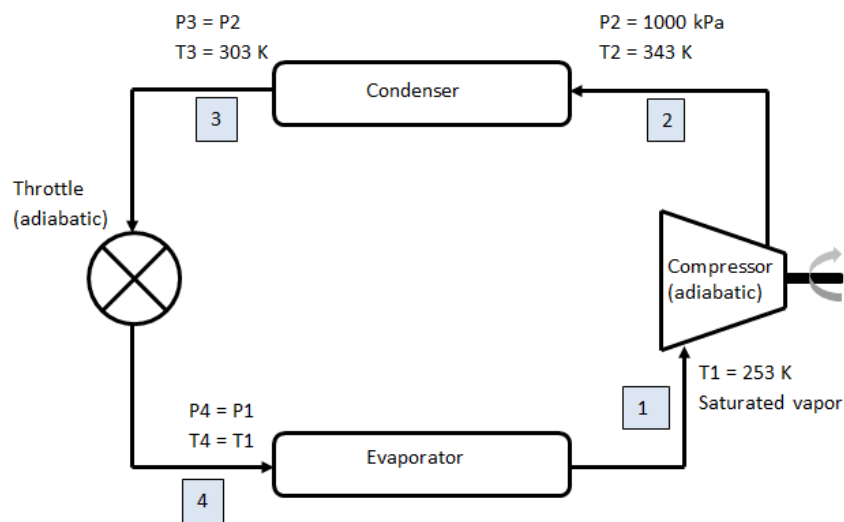 P3 = P2
T3 = 303 K
P2 = 1000 kPa
T2 = 343 K
Condenser
3
2
Throttle
(adiabatic)
Compressor
(adiabatic)
T1 = 253 K
Saturated vapor
1
P4 = P1
T4 = T1
Evaporator
4